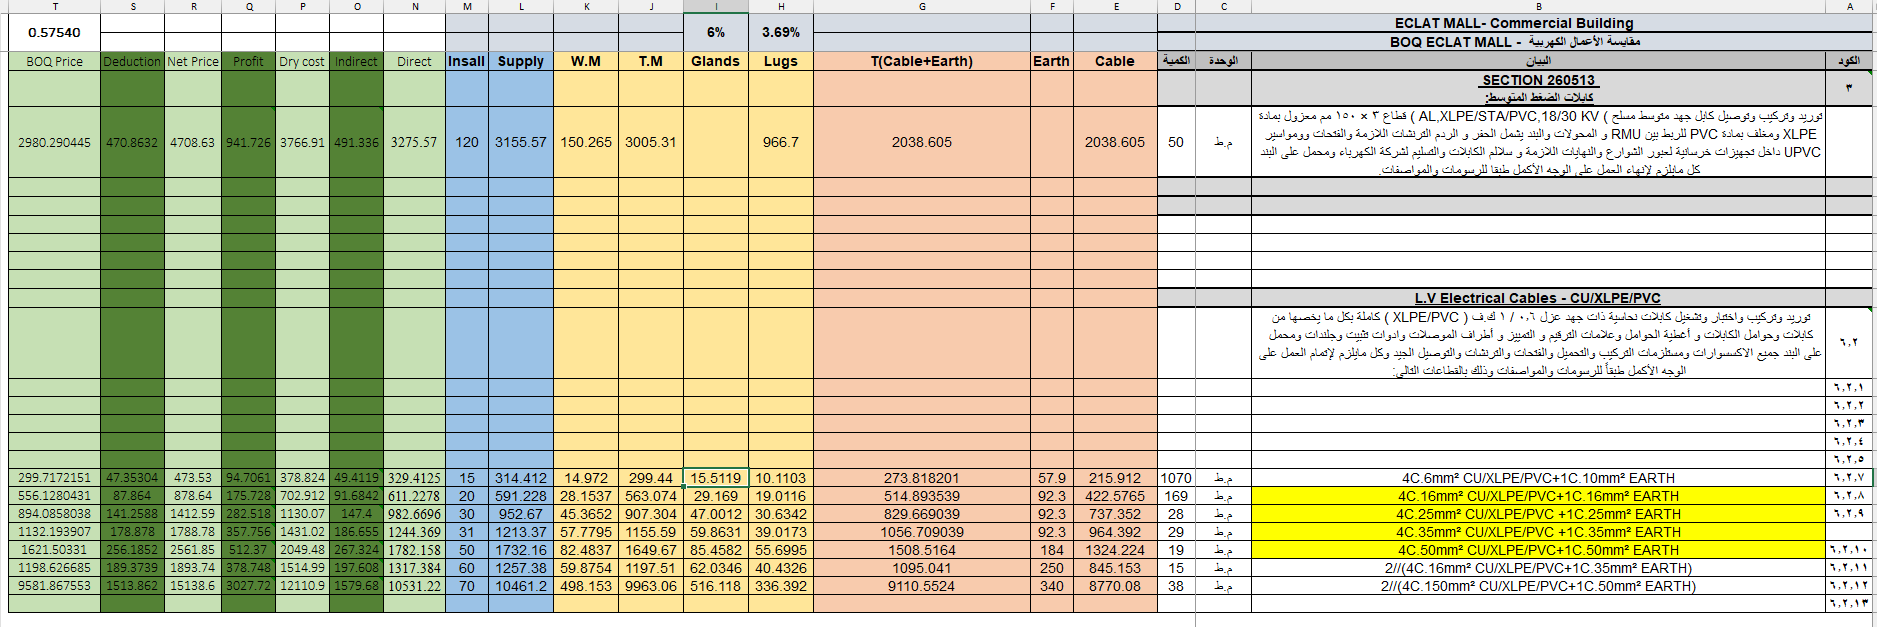 T S R Q P O N M L K J I H G F E D C B A
0.57540 6% 3.69% ECLAT MALL- Commercial Building
BOQ ECLAT MALL - مقايسة الأعمال الكهربية
BOQ Price Deduction Net Price Profit Dry cost Indirect Direct Insall Supply W.M T.M Glands Lugs T(Cable+Earth) Earth Cable الكمية الوحدة البيان الكود
SECTION 260513
كابلات الضغط المتوسط: ٣
توريد وتركيب وتوصيل كابل جهد متوسط مسلح ( AL,XLPE/STA/PVC,18/30 KV ) قطاع ٣ × ١٥٠ مم معزول بمادة
XLPE ومغلف بمادة PVC للربط بين RMU و المحولات والبند يشمل الحفر و الردم الترنشات اللازمة والفتحات وومواسير
UPVC داخل تجهيزات خرسانية لعبور الشوارع والنهايات اللازمة و سلالم الكابلات والتسليم لشركة الكهرباء ومحمل على البند
كل مايلزم لإنهاء العمل على الوجه الأكمل طبقا للرسومات والمواصفات.
2980.290445 470.8632 4708.63 941.726 3766.91 491.336 3275.57 120 3155.57 150.265 3005.31 966.7 2038.605 2038.605 50 م.ط
L.V Electrical Cables - CU/XLPE/PVC
توريد وتركيب واختبار وتشغيل كابلات نحاسية ذات جهد عزل ٠,٦ / ١ ك.ف ( XLPE/PVC ) كاملة بكل ما يخصها من
كابلات وحوامل الكابلات و أغطية الحوامل وعلامات الترقيم و التمييز و أطراف الموصلات وادوات تثبيت وجلندات ومحمل
على البند جميع الاكسسوارات ومستلزمات التركيب والتحميل والفتحات والترنشات والتوصيل الجيد وكل مايلزم لإتمام العمل على
الوجه الأكمل طبقاً للرسومات والمواصفات وذلك بالقطاعات التالي:
٦,٢
٦,٢,١
٦,٢,٢
٦,٢,٣
٦,٢,٤
٦,٢,٥
299.7172151 47.35304 473.53 94.7061 378.824 49.4119 329.4125 15 314.412 14.972 299.44 15.5119 10.1103 273.818201 57.9 215.912 1070 م.ط 4C.6mm² CU/XLPE/PVC+1C.10mm² EARTH ٦,٢,٧
556.1280431 87.864 878.64 175.728 702.912 91.6842 611.2278 20 591.228 28.1537 563.074 29.169 19.0116 514.893539 92.3 422.5765 169 م.ط 4C.16mm² CU/XLPE/PVC+1C.16mm² EARTH ٦,٢,٨
894.0858038 141.2588 1412.59 282.518 1130.07 147.4 982.6696 30 952.67 45.3652 907.304 47.0012 30.6342 829.669039 92.3 737.352 28 م.ط 4C.25mm² CU/XLPE/PVC +1C.25mm² EARTH ٦,٢,٩
1132.193907 178.878 1788.78 357.756 1431.02 186.655 1244.369 31 1213.37 57.7795 1155.59 59.8631 39.0173 1056.709039 92.3 964.392 29 م.ط 4C.35mm² CU/XLPE/PVC +1C.35mm² EARTH
1621.50331 256.1852 2561.85 512.37 2049.48 267.324 1782.158 50 1732.16 82.4837 1649.67 85.4582 55.6995 1508.5164 184 1324.224 19 م.ط 4C.50mm² CU/XLPE/PVC+1C.50mm² EARTH ٦,٢,١٠
1198.626685 189.3739 1893.74 378.748 1514.99 197.608 1317.384 60 1257.38 59.8754 1197.51 62.0346 40.4326 1095.041 250 845.153 15 م.ط 2//(4C.16mm² CU/XLPE/PVC+1C.35mm² EARTH) ٦,٢,١١
9581.867553 1513.862 15138.6 3027.72 12110.9 1579.68 10531.22 70 10461.2 498.153 9963.06 516.118 336.392 9110.5524 340 8770.08 38 م.ط 2//(4C.150mm² CU/XLPE/PVC+1C.50mm² EARTH) ٦,٢,١٢
٦,٢,١٣